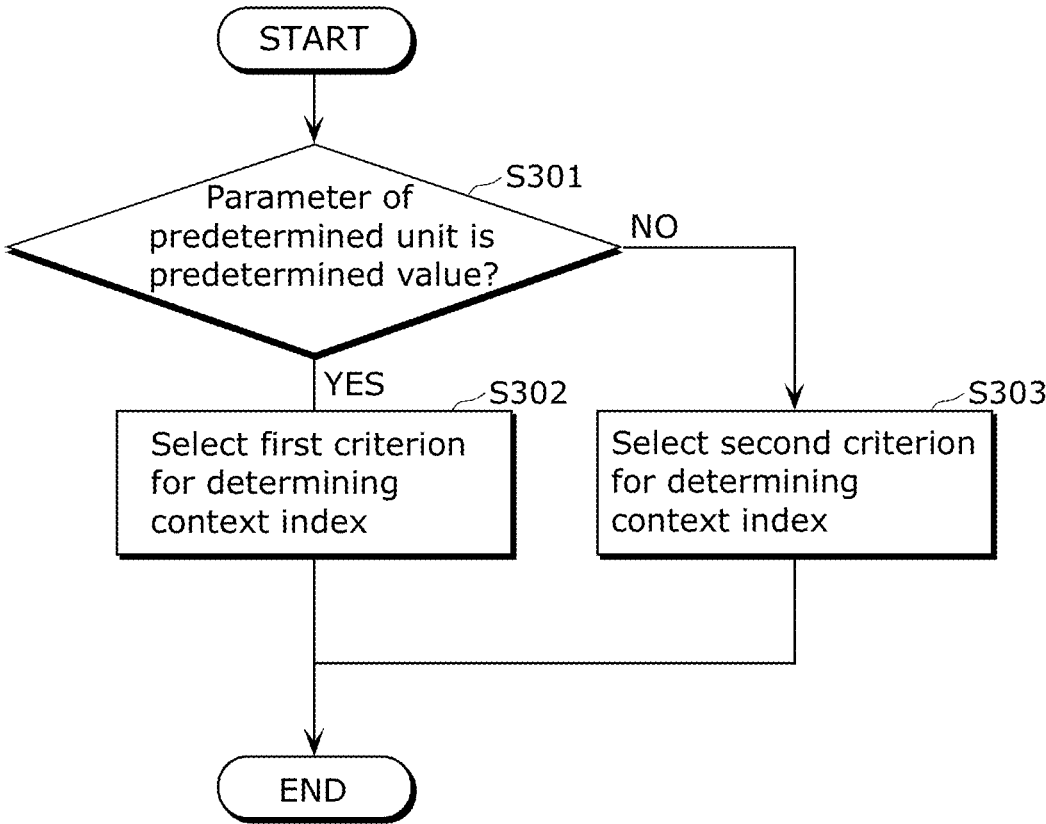 START
S301
Parameter of
predetermined unit is
predetermined value?
NO
YES
S302
Select first criterion
for determining
context index
S303
Select second criterion
for determining
context index
END